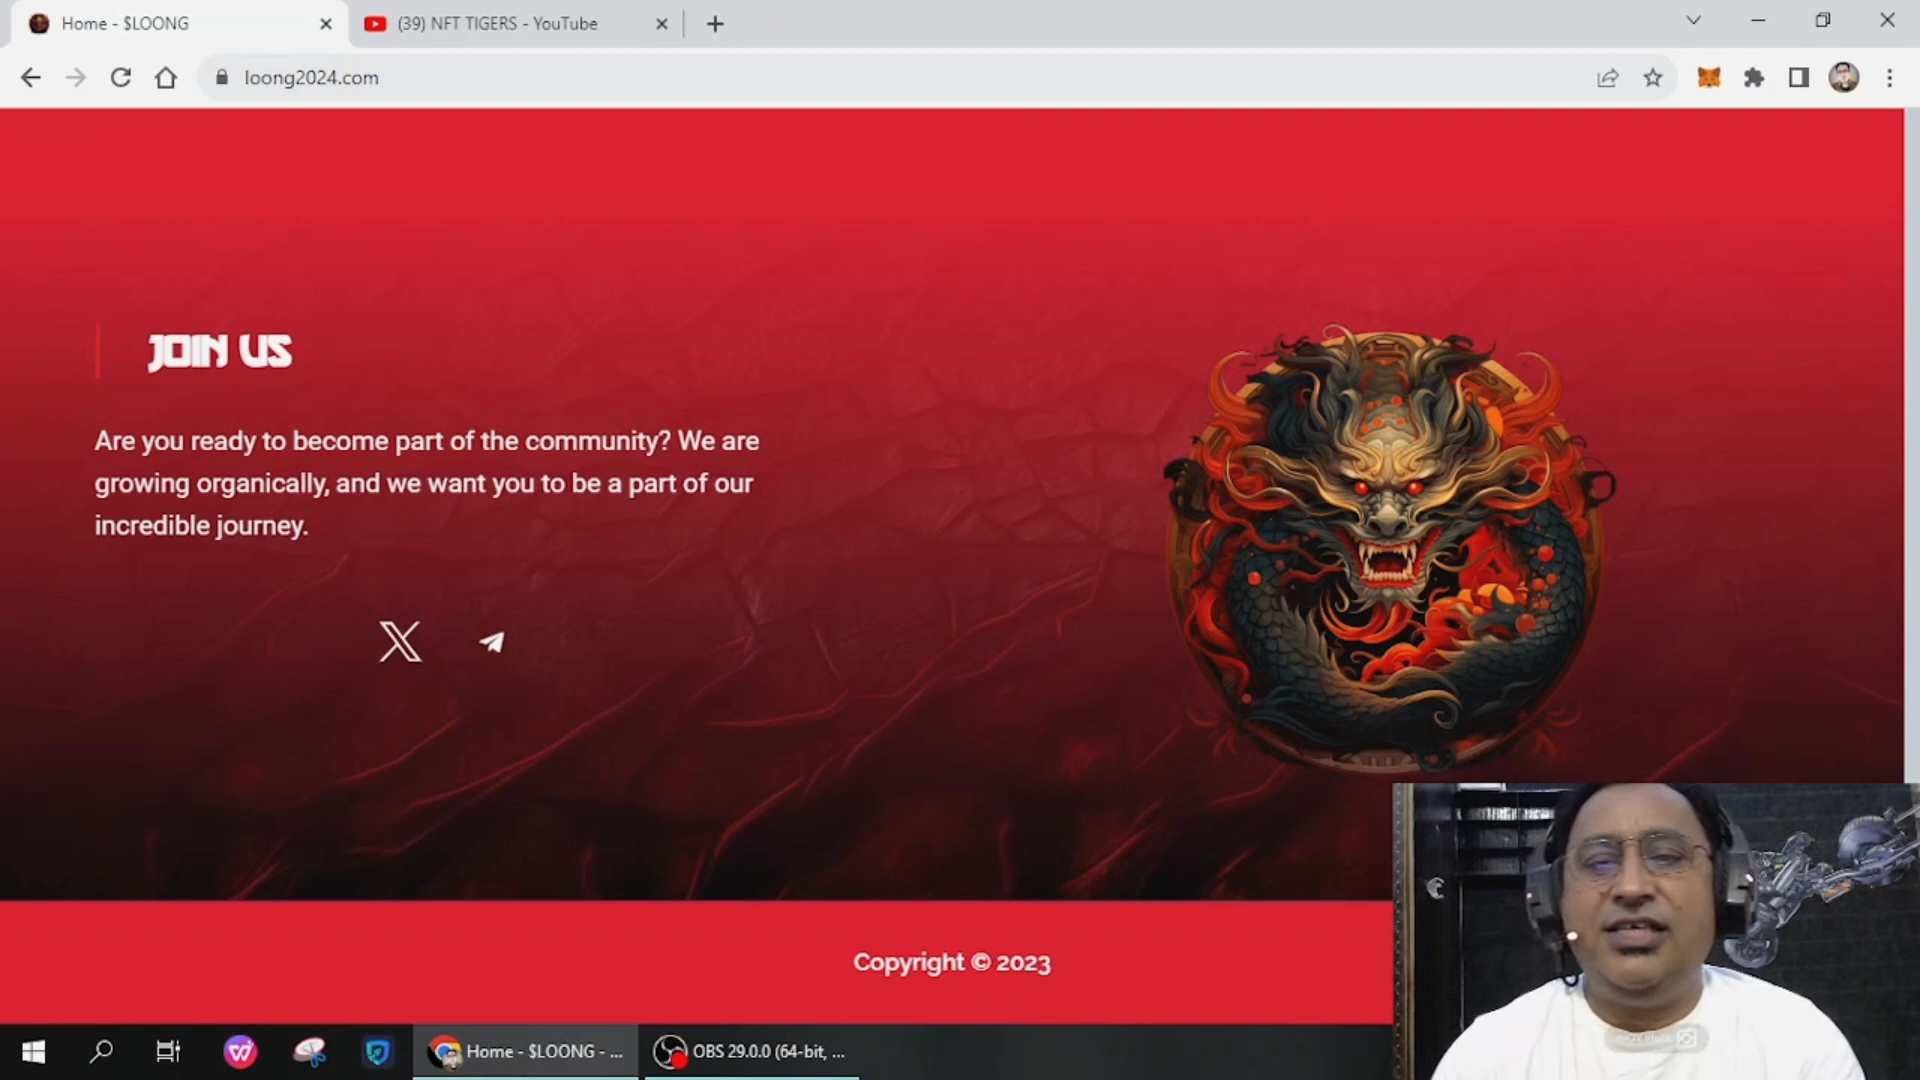 Home - $LOONG
(39) NFT TIGERS - YouTube
loong2024.com
JOIN US
Are you ready to become part of the community? We are
growing organically, and we want you to be a part of our
incredible journey.
Copyright © 2023
Home - $LOONG - ...
OBS 29.0.0 (64-bit, ...